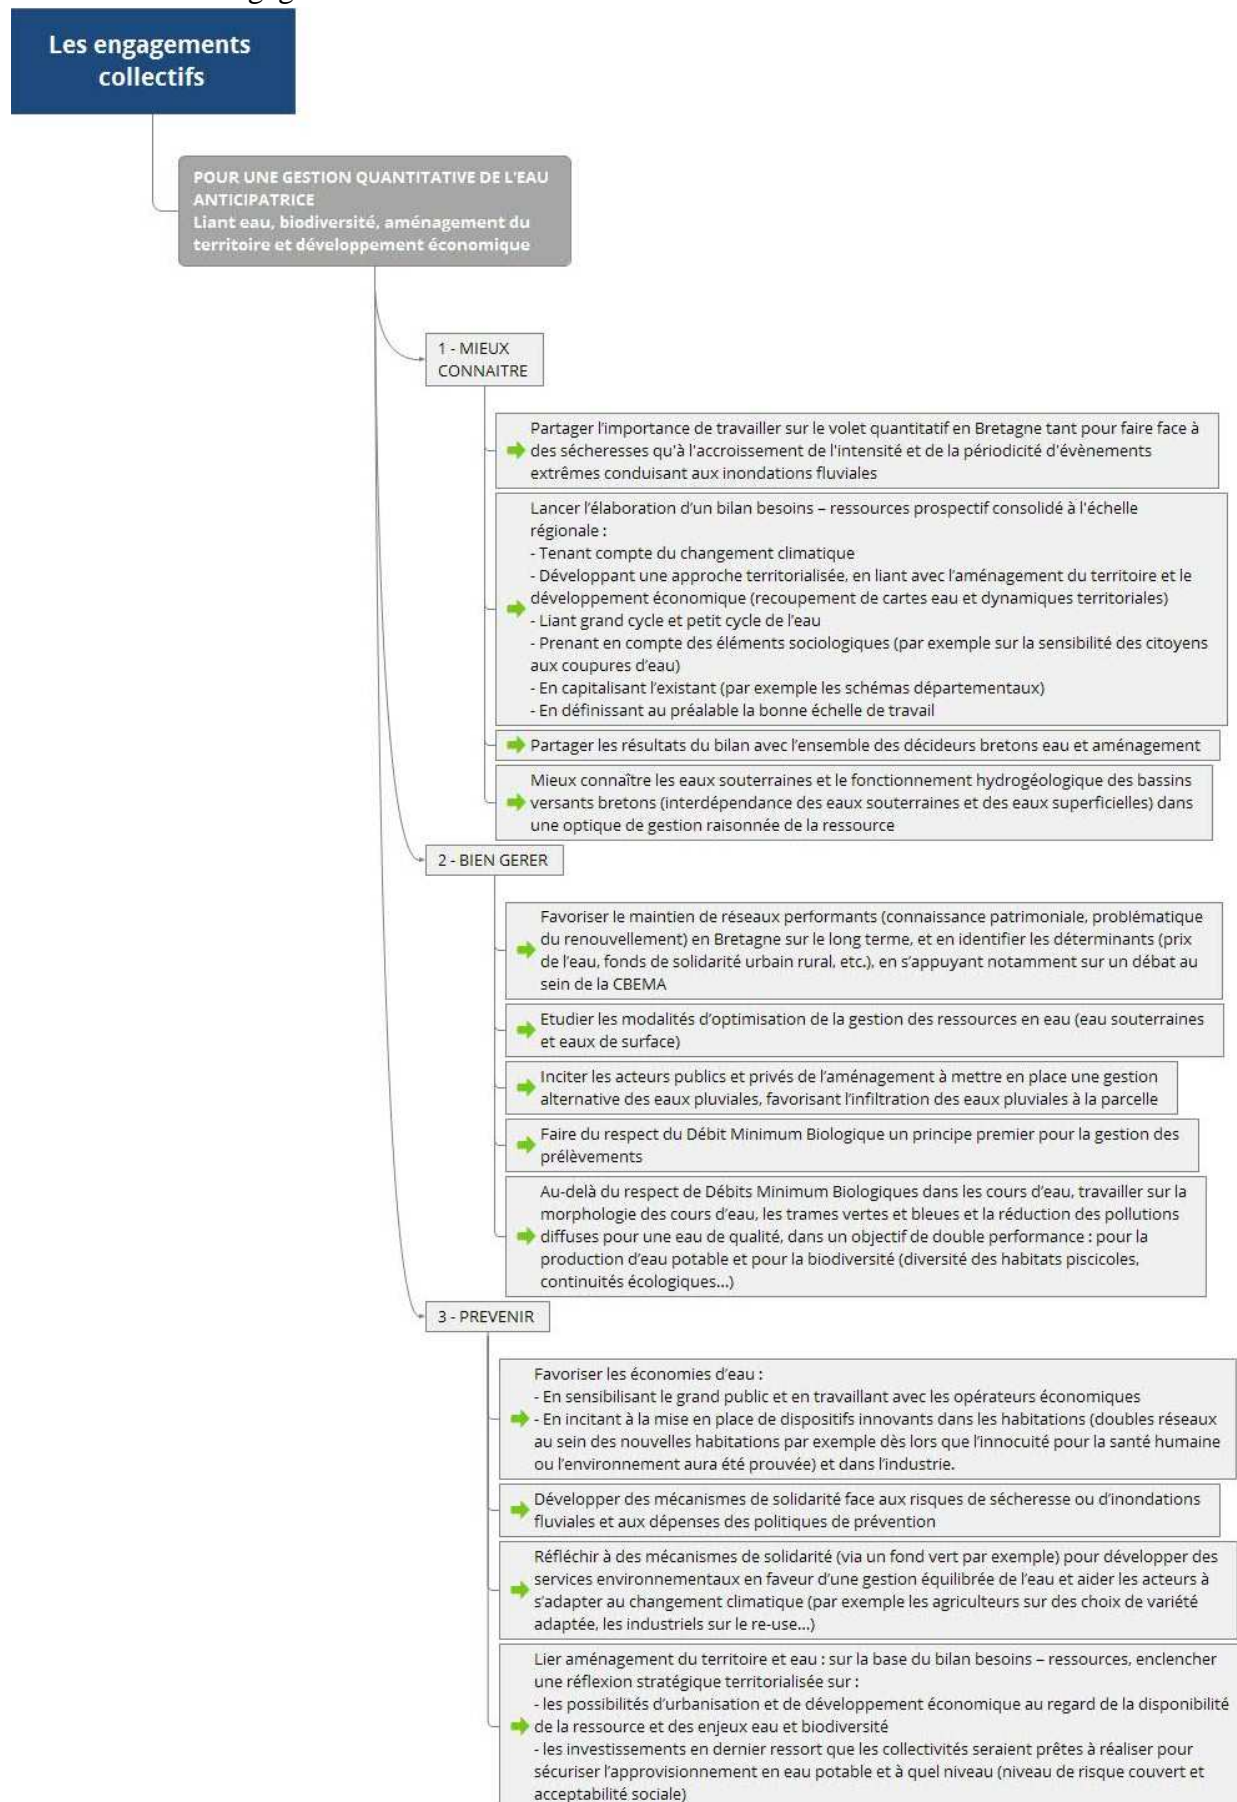 Les engagements
collectifs
POUR UNE GESTION QUANTITATIVE DE L'EAU
ANTICIPATRICE
Liant eau, biodiversité, aménagement du
territoire et développement économique
1 - MIEUX
CONNAITRE
Partager l’importance de travailler sur le volet quantitatif en Bretagne tant pour faire face à
des sécheresses qu'à l'accroissement de l'intensité et de la périodicité d'évènements
extrêmes conduisant aux inondations fluviales
Lancer l’élaboration d’un bilan besoins – ressources prospectif consolidé à l'échelle
régionale :
- Tenant compte du changement climatique
- Développant une approche territorialisée, en liant avec l’aménagement du territoire et le
développement économique (recoupement de cartes eau et dynamiques territoriales)
- Liant grand cycle et petit cycle de l’eau
- Prenant en compte des éléments sociologiques (par exemple sur la sensibilité des citoyens
aux coupures d’eau)
- En capitalisant l’existant (par exemple les schémas départementaux)
- En définissant au préalable la bonne échelle de travail
Partager les résultats du bilan avec l’ensemble des décideurs bretons eau et aménagement
Mieux connaître les eaux souterraines et le fonctionnement hydrogéologique des bassins
versants bretons (interdépendance des eaux souterraines et des eaux superficielles) dans
une optique de gestion raisonnée de la ressource
2 - BIEN GERER
Favoriser le maintien de réseaux performants (connaissance patrimoniale, problématique
du renouvellement) en Bretagne sur le long terme, et en identifier les déterminants (prix
de l’eau, fonds de solidarité urbain rural, etc.), en s’appuyant notamment sur un débat au
sein de la CBEMA
Etudier les modalités d’optimisation de la gestion des ressources en eau (eau souterraines
et eaux de surface)
Inciter les acteurs publics et privés de l’aménagement à mettre en place une gestion
alternative des eaux pluviales, favorisant l’infiltration des eaux pluviales à la parcelle
Faire du respect du Débit Minimum Biologique un principe premier pour la gestion des
prélèvements
Au-delà du respect de Débits Minimum Biologiques dans les cours d’eau, travailler sur la
morphologie des cours d’eau, les trames vertes et bleues et la réduction des pollutions
diffuses pour une eau de qualité, dans un objectif de double performance : pour la
production d’eau potable et pour la biodiversité (diversité des habitats piscicoles,
continuités écologiques...)
3 - PREVENIR
Favoriser les économies d’eau :
- En sensibilisant le grand public et en travaillant avec les opérateurs économiques
- En incitant à la mise en place de dispositifs innovants dans les habitations (doubles réseaux
au sein des nouvelles habitations par exemple dès lors que l’innocuité pour la santé humaine
ou l’environnement aura été prouvée) et dans l’industrie.
Développer des mécanismes de solidarité face aux risques de sécheresse ou d’inondations
fluviales et aux dépenses des politiques de prévention
Réfléchir à des mécanismes de solidarité (via un fond vert par exemple) pour développer des
services environnementaux en faveur d’une gestion équilibrée de l’eau et aider les acteurs à
s’adapter au changement climatique (par exemple les agriculteurs sur des choix de variété
adaptée, les industriels sur le re-use...)
Lier aménagement du territoire et eau : sur la base du bilan besoins – ressources, enclencher
une réflexion stratégique territorialisée sur :
- les possibilités d’urbanisation et de développement économique au regard de la disponibilité
de la ressource et des enjeux eau et biodiversité
- les investissements en dernier ressort que les collectivités seraient prêtes à réaliser pour
sécuriser l’approvisionnement en eau potable et à quel niveau (niveau de risque couvert et
acceptabilité sociale)